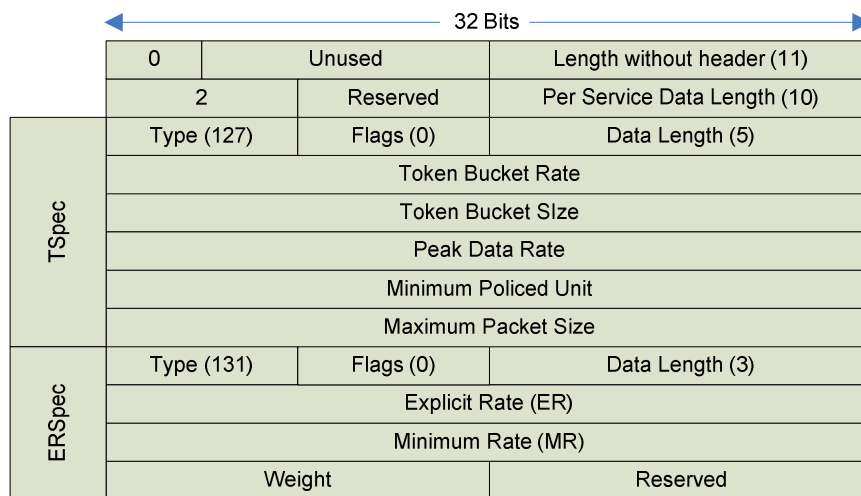 32 Bits
0 Unused Length without header (11)
2 Reserved Per Service Data Length (10)
TSpec
Type (127) Flags (0) Data Length (5)
Token Bucket Rate
Token Bucket SIze
Peak Data Rate
Minimum Policed Unit
Maximum Packet Size
ERSpec
Type (131) Flags (0) Data Length (3)
Explicit Rate (ER)
Minimum Rate (MR)
Weight Reserved